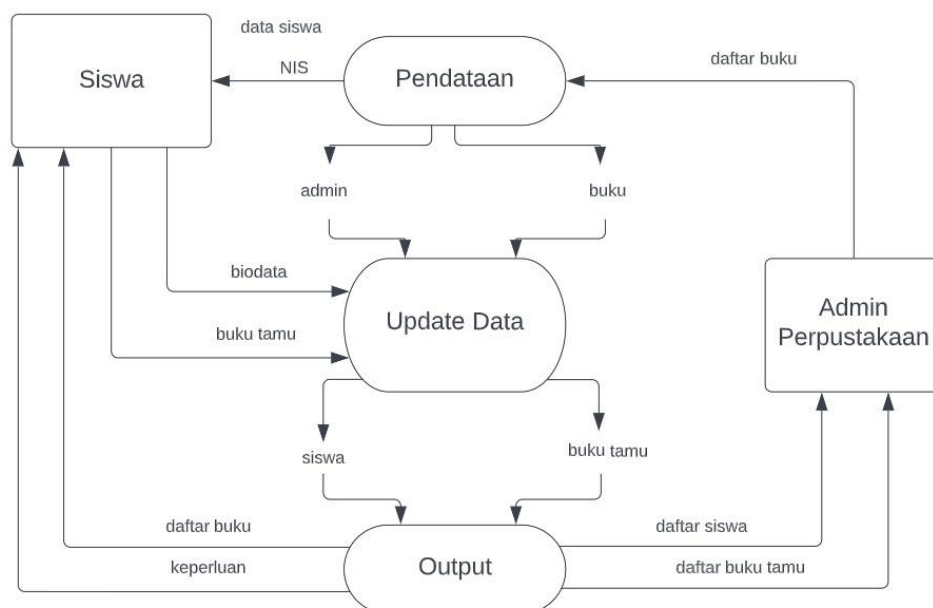 data siswa
Siswa
NIS
Pendataan
daftar buku
admin
buku
biodata
Update Data
buku tamu
Admin
Perpustakaan
siswa
buku tamu
daftar buku
daftar siswa
keperluan
Output
daftar buku tamu